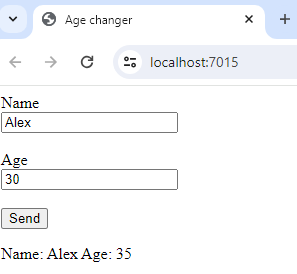 Age changer
localhost:7015
Name
Alex
Age
30
Send
Name: Alex Age: 35